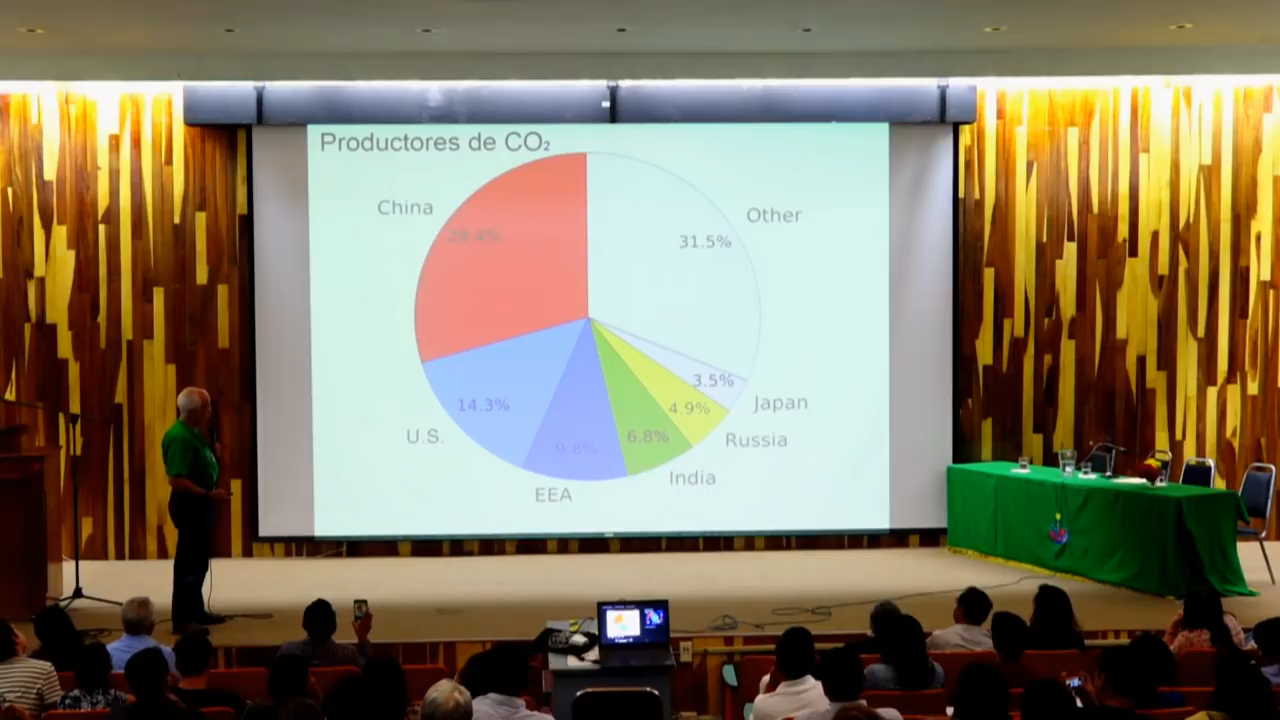 Productores de CO₂
China
29.4%
Other
31.5%
3.5%
Japan
4.9%
Russia
6.8%
India
9.8%
EEA
14.3%
U.S.